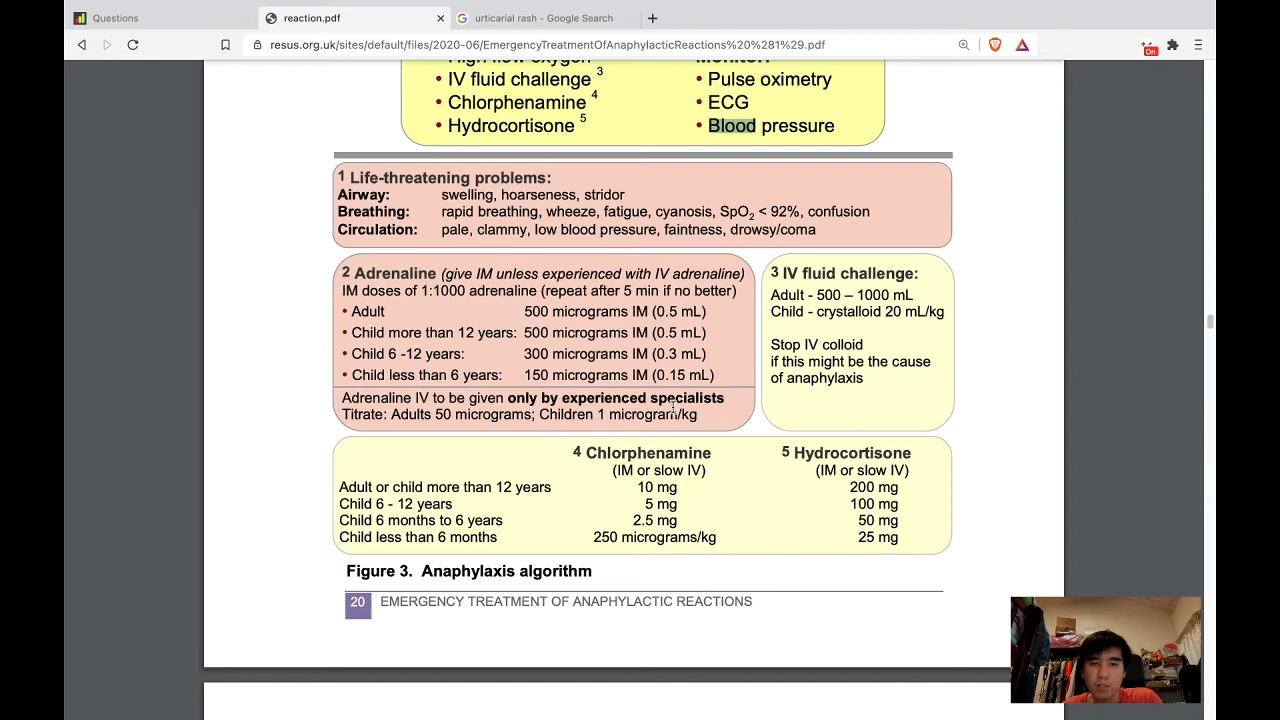 Questions
reaction.pdf
urticarial rash - Google Search
resus.org.uk/sites/default/files/2020-06/EmergencyTreatmentOfAnaphylacticReactions%20%281%29.pdf
On
High flow oxygen
Monitor:
• IV fluid challenge 3
• Pulse oximetry
• Chlorphenamine 4
• ECG
• Hydrocortisone 5
• Blood pressure
1 Life-threatening problems:
Airway: swelling, hoarseness, stridor
Breathing: rapid breathing, wheeze, fatigue, cyanosis, SpO2 < 92%, confusion
Circulation: pale, clammy, low blood pressure, faintness, drowsy/coma
2 Adrenaline (give IM unless experienced with IV adrenaline)
IM doses of 1:1000 adrenaline (repeat after 5 min if no better)
• Adult 500 micrograms IM (0.5 mL)
• Child more than 12 years: 500 micrograms IM (0.5 mL)
• Child 6 -12 years: 300 micrograms IM (0.3 mL)
• Child less than 6 years: 150 micrograms IM (0.15 mL)
Adrenaline IV to be given only by experienced specialists
Titrate: Adults 50 micrograms; Children 1 microgram/kg
3 IV fluid challenge:
Adult - 500 – 1000 mL
Child - crystalloid 20 mL/kg
Stop IV colloid
if this might be the cause
of anaphylaxis
4 Chlorphenamine 5 Hydrocortisone
(IM or slow IV) (IM or slow IV)
Adult or child more than 12 years 10 mg 200 mg
Child 6 - 12 years 5 mg 100 mg
Child 6 months to 6 years 2.5 mg 50 mg
Child less than 6 months 250 micrograms/kg 25 mg
Figure 3. Anaphylaxis algorithm
20 EMERGENCY TREATMENT OF ANAPHYLACTIC REACTIONS